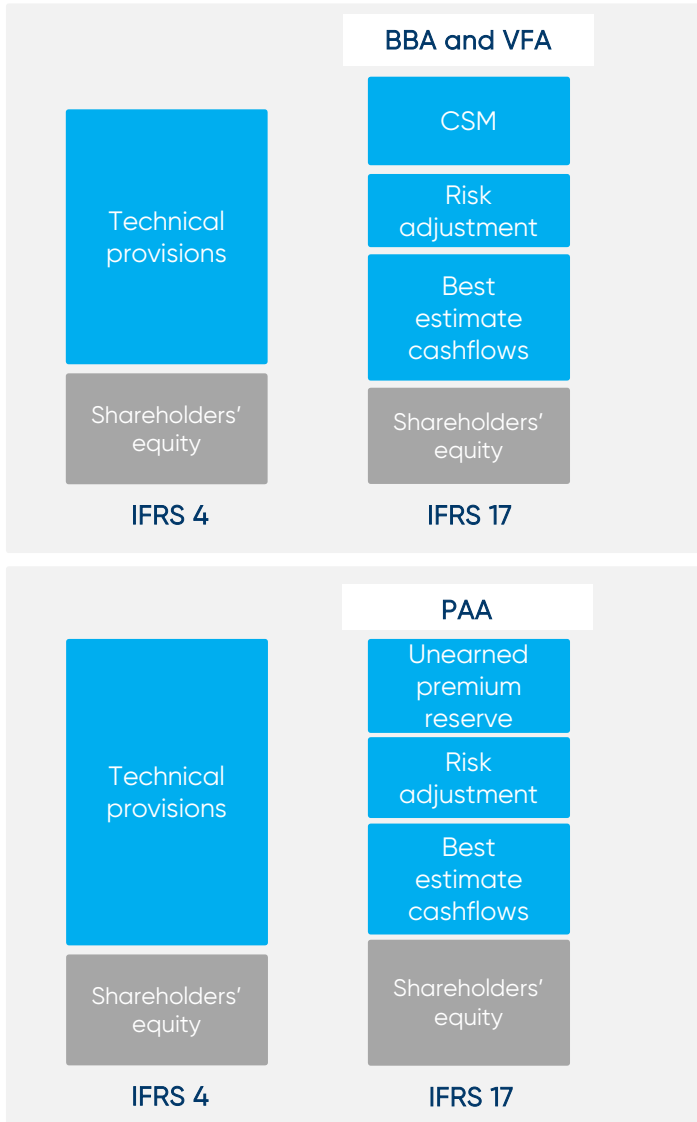 BBA and VFA
Technical
provisions
Shareholders’
equity
IFRS 4
CSM
Risk
adjustment
Best
estimate
cashflows
Shareholders’
equity
IFRS 17
PAA
Technical
provisions
Shareholders’
equity
IFRS 4
Unearned
premium
reserve
Risk
adjustment
Best
estimate
cashflows
Shareholders’
equity
IFRS 17